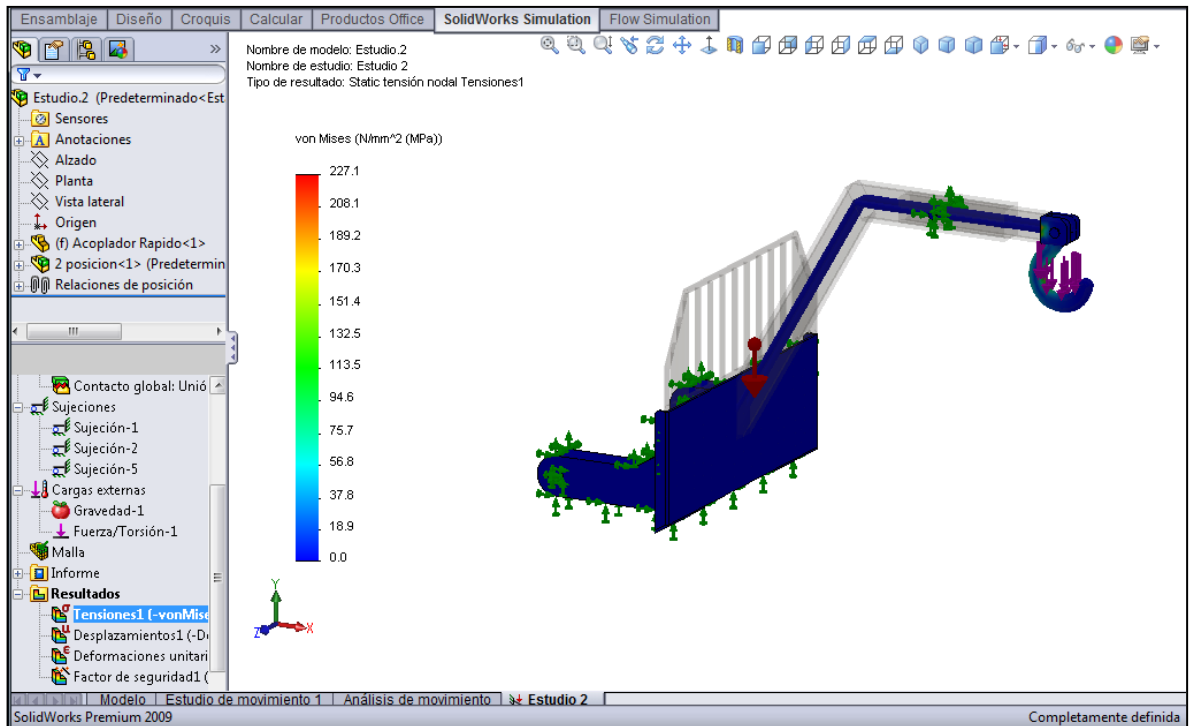 Ensamblaje Diseño Croquis Calcular Productos Office SolidWorks Simulation Flow Simulation
Nombre de modelo: Estudio.2
Nombre de estudio: Estudio 2
Tipo de resultado: Static tensión nodal Tensiones1
Estudio.2 (Predeterminado<Est
Sensores
Anotaciones
Alzado
Planta
Vista lateral
Origen
(f) Acoplador Rapido<1>
2 posicion<1> (Predetermin
Relaciones de posición
Contacto global: Unió
Sujeciones
Sujeción-1
Sujeción-2
Sujeción-5
Cargas externas
Gravedad-1
Fuerza/Torsión-1
Malla
Informe
Resultados
Tensiones1 (-vonMise
Desplazamientos1 (-De
Deformaciones unitari
Factor de seguridad1 (
von Mises (N/mm^2 (MPa))
227.1
208.1
189.2
170.3
151.4
132.5
113.5
94.6
75.7
56.8
37.8
18.9
0.0
Y
Z X
Modelo Estudio de movimiento 1 Análisis de movimiento Estudio 2
SolidWorks Premium 2009 Completamente definida